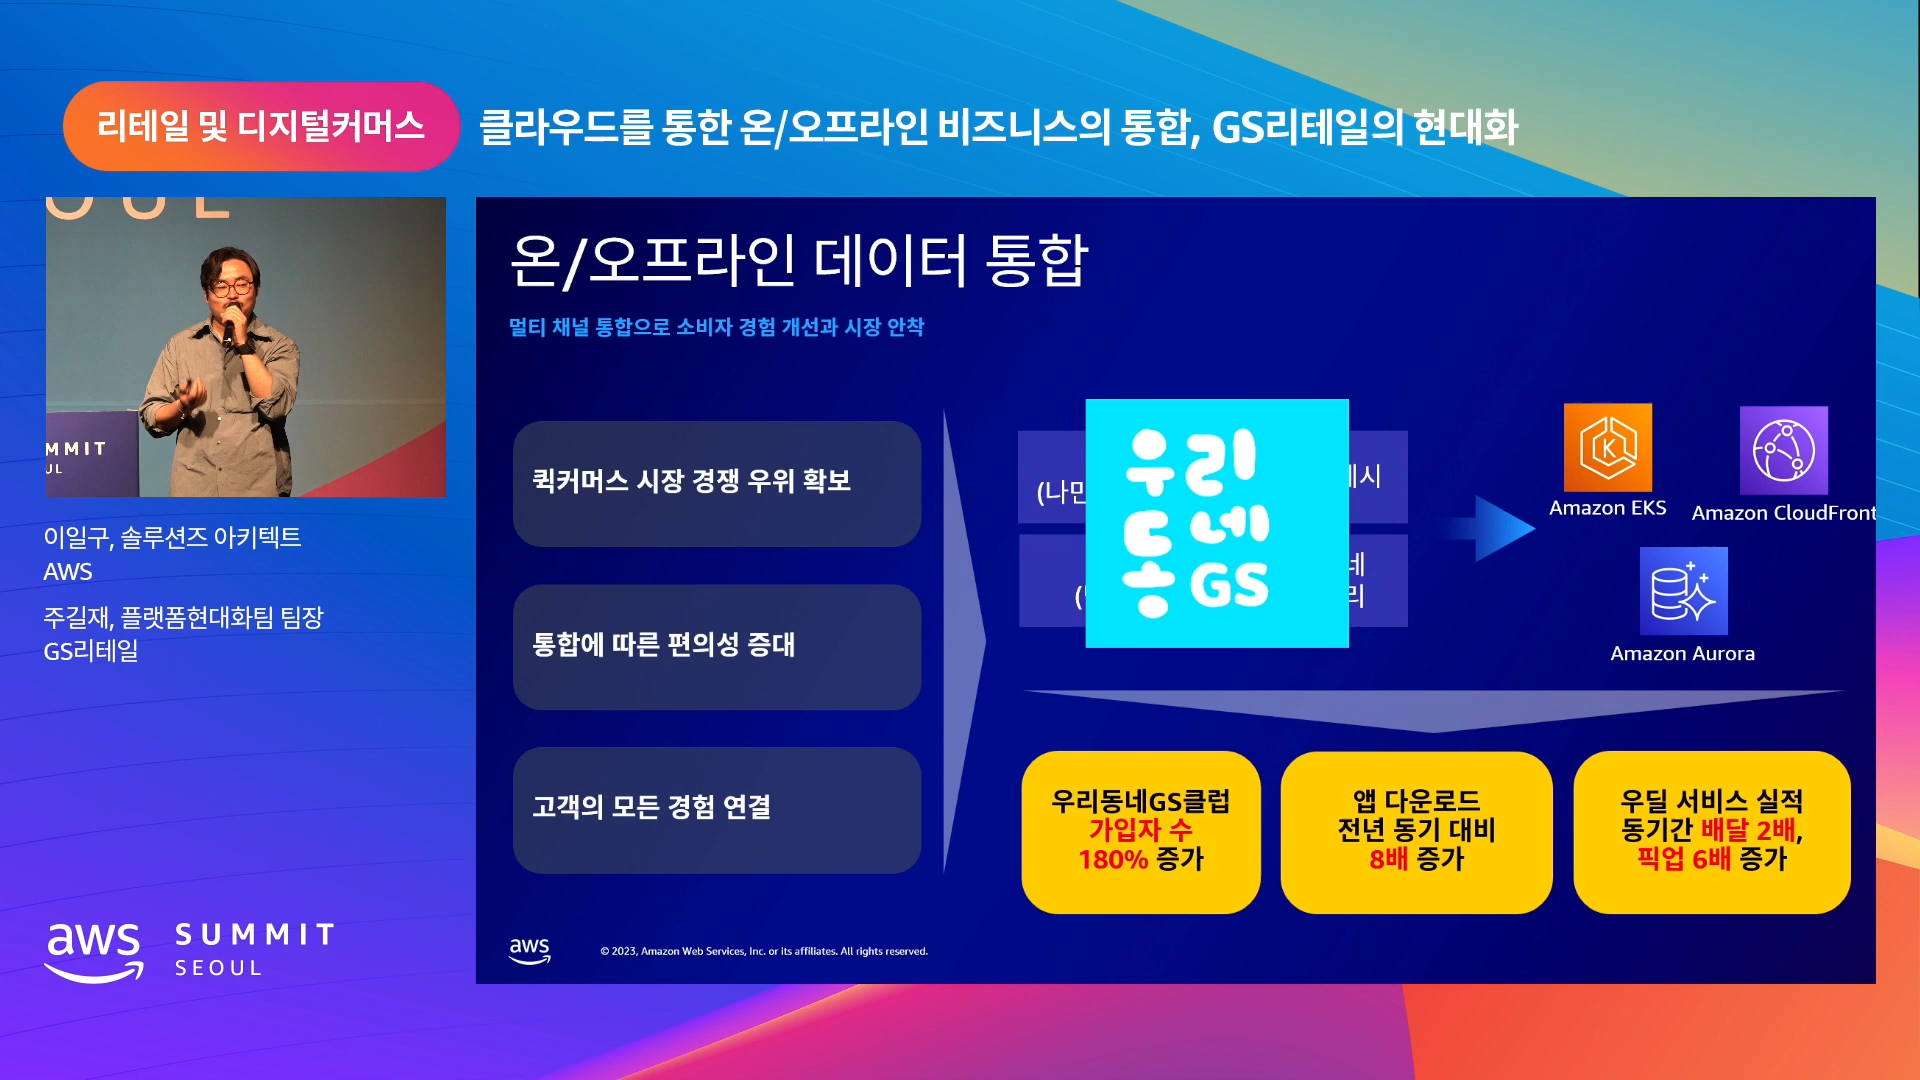 리테일 및 디지털커머스
클라우드를 통한 온/오프라인 비즈니스의 통합, GS리테일의 현대화
OUL
MMIT
UL
이일구, 솔루션즈 아키텍트
AWS
주길재, 플랫폼현대화팀 팀장
GS리테일
aws
SUMMIT
SEOUL
온/오프라인 데이터 통합
멀티 채널 통합으로 소비자 경험 개선과 시장 안착
퀵커머스 시장 경쟁 우위 확보
통합에 따른 편의성 증대
고객의 모든 경험 연결
우리
동네
GS
네
리
Amazon EKS
Amazon CloudFront
Amazon Aurora
우리동네GS클럽
가입자 수
180% 증가
앱 다운로드
전년 동기 대비
8배 증가
우딜 서비스 실적
동기간 배달 2배,
픽업 6배 증가
aws
© 2023, Amazon Web Services, Inc. or its affiliates. All rights reserved.